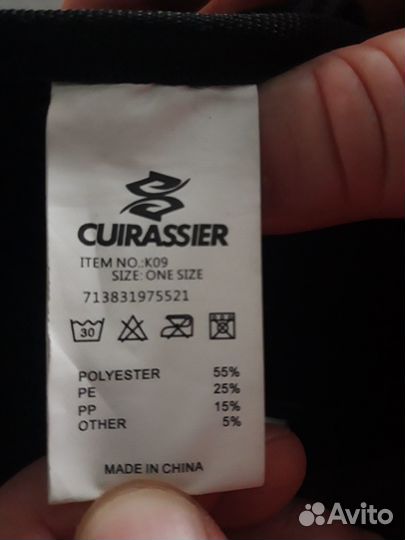 CUIRASSIER
ITEM NO.:K09
SIZE: ONE SIZE
713831975521
30
POLYESTER 55%
PE 25%
PP 15%
OTHER 5%
MADE IN CHINA
Avito